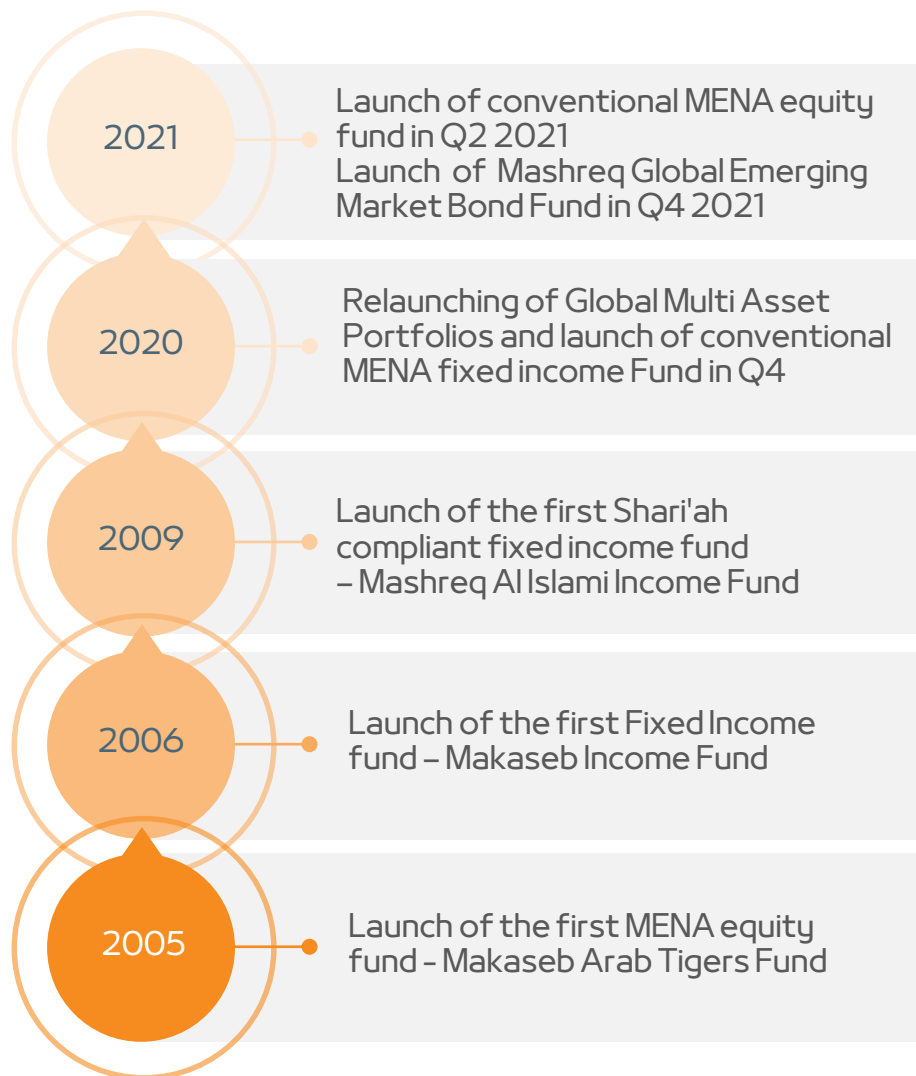 2021
Launch of conventional MENA equity
fund in Q2 2021
Launch of Mashreq Global Emerging
Market Bond Fund in Q4 2021
2020
Relaunching of Global Multi Asset
Portfolios and launch of conventional
MENA fixed income Fund in Q4
2009
Launch of the first Shari'ah
compliant fixed income fund
– Mashreq Al Islami Income Fund
2006
Launch of the first Fixed Income
fund – Makaseb Income Fund
2005
Launch of the first MENA equity
fund - Makaseb Arab Tigers Fund